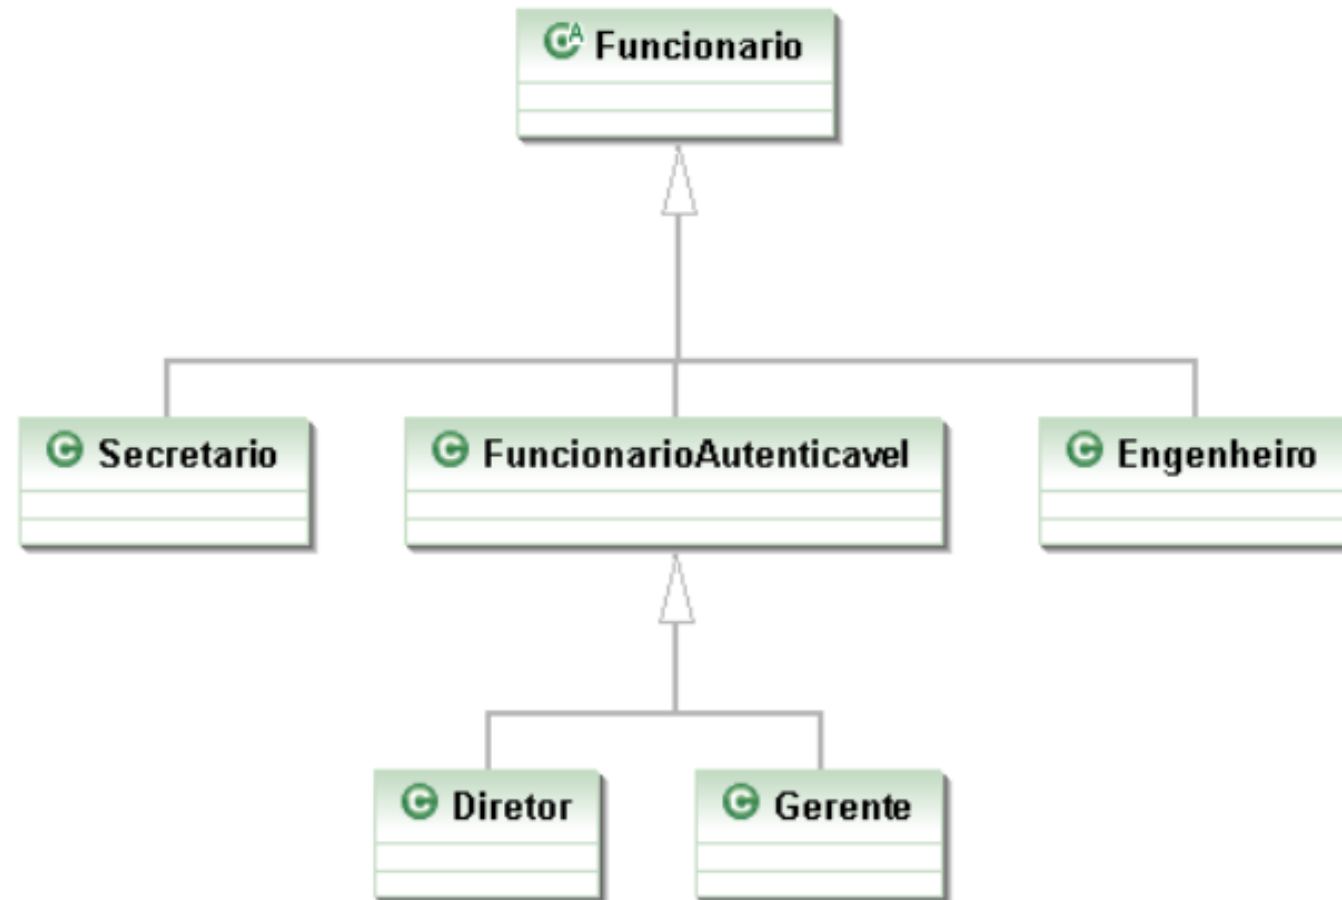 Funcionario
Secretario
FuncionarioAutenticavel
Engenheiro
Diretor
Gerente